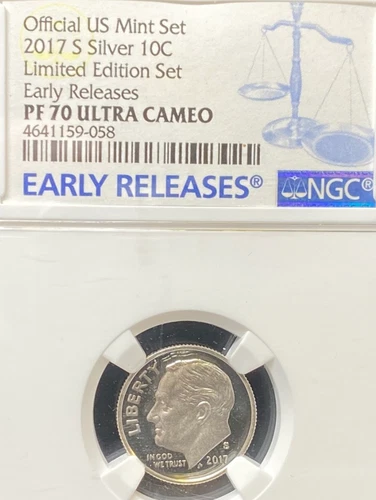 Official US Mint Set
2017 S Silver 10C
Limited Edition Set
Early Releases
PF 70 ULTRA CAMEO
4641159-058
EARLY RELEASES®
NGC®
LIBERTY
IN GOD
WE TRUST
S
2017